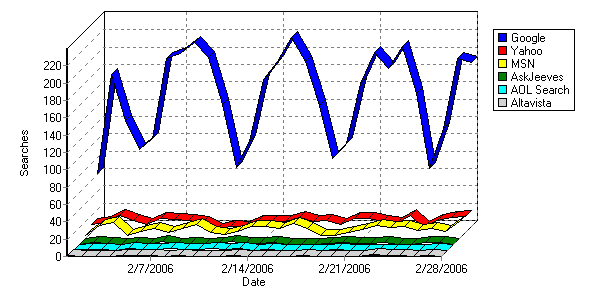 Google
Yahoo
MSN
AskJeeves
AOL Search
Altavista
220
200
180
160
140
120
100
80
60
40
20
0
Searches
2/7/2006
2/14/2006
2/21/2006
2/28/2006
Date